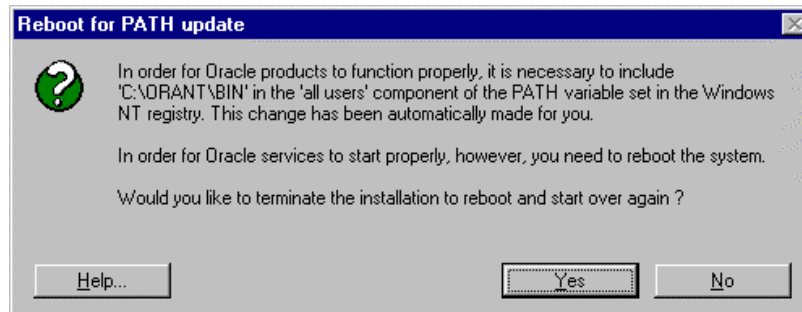 Reboot for PATH update
In order for Oracle products to function properly, it is necessary to include
'C:\ORANT\BIN' in the 'all users' component of the PATH variable set in the Windows
NT registry. This change has been automatically made for you.
In order for Oracle services to start properly, however, you need to reboot the system.
Would you like to terminate the installation to reboot and start over again ?
Help...
Yes
No